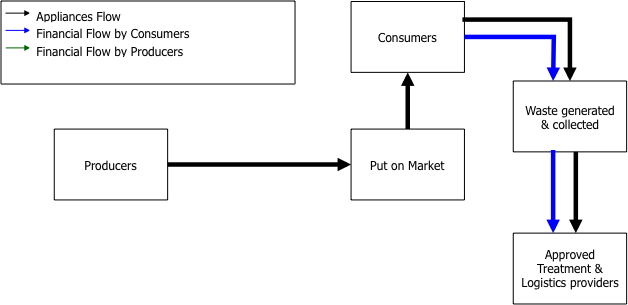 Appliances Flow
Financial Flow by Consumers
Financial Flow by Producers
Consumers
Waste generated
& collected
Producers
Put on Market
Approved
Treatment &
Logistics providers